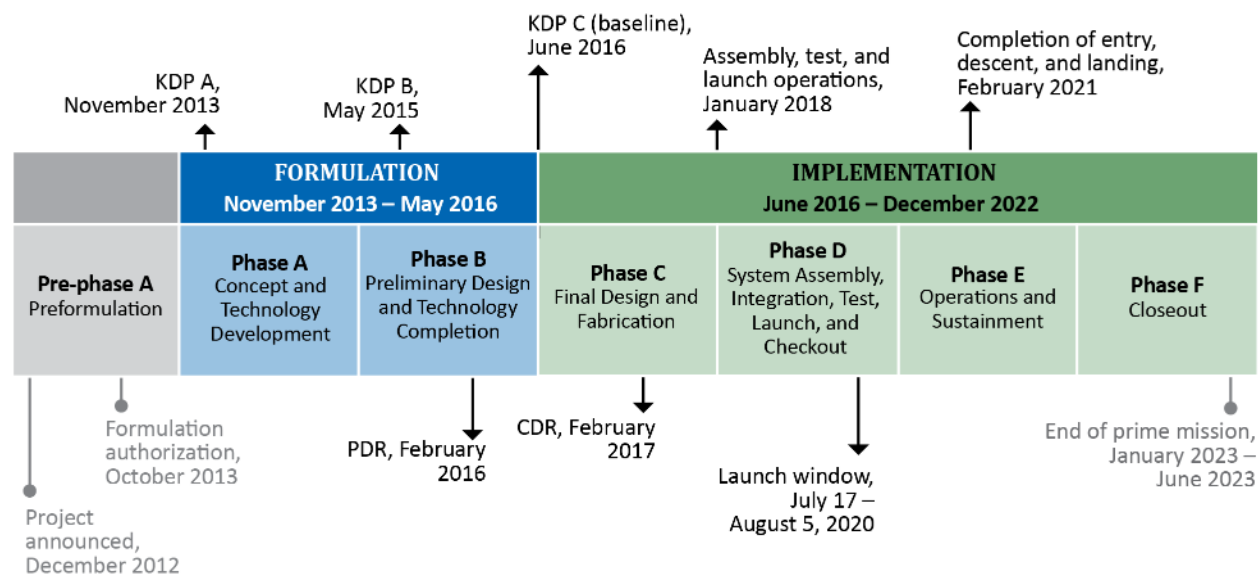 KDP A,
November 2013
KDP B,
May 2015
KDP C (baseline),
June 2016
Assembly, test, and
launch operations,
January 2018
Completion of entry,
descent, and landing,
February 2021
FORMULATION
November 2013 – May 2016
IMPLEMENTATION
June 2016 – December 2022
Pre-phase A
Preformulation
Phase A
Concept and
Technology
Development
Phase B
Preliminary Design
and Technology
Completion
Phase C
Final Design and
Fabrication
Phase D
System Assembly,
Integration, Test,
Launch, and
Checkout
Phase E
Operations and
Sustainment
Phase F
Closeout
Project
announced,
December 2012
Formulation
authorization,
October 2013
PDR, February
2016
CDR, February
2017
Launch window,
July 17 –
August 5, 2020
End of prime mission,
January 2023 –
June 2023